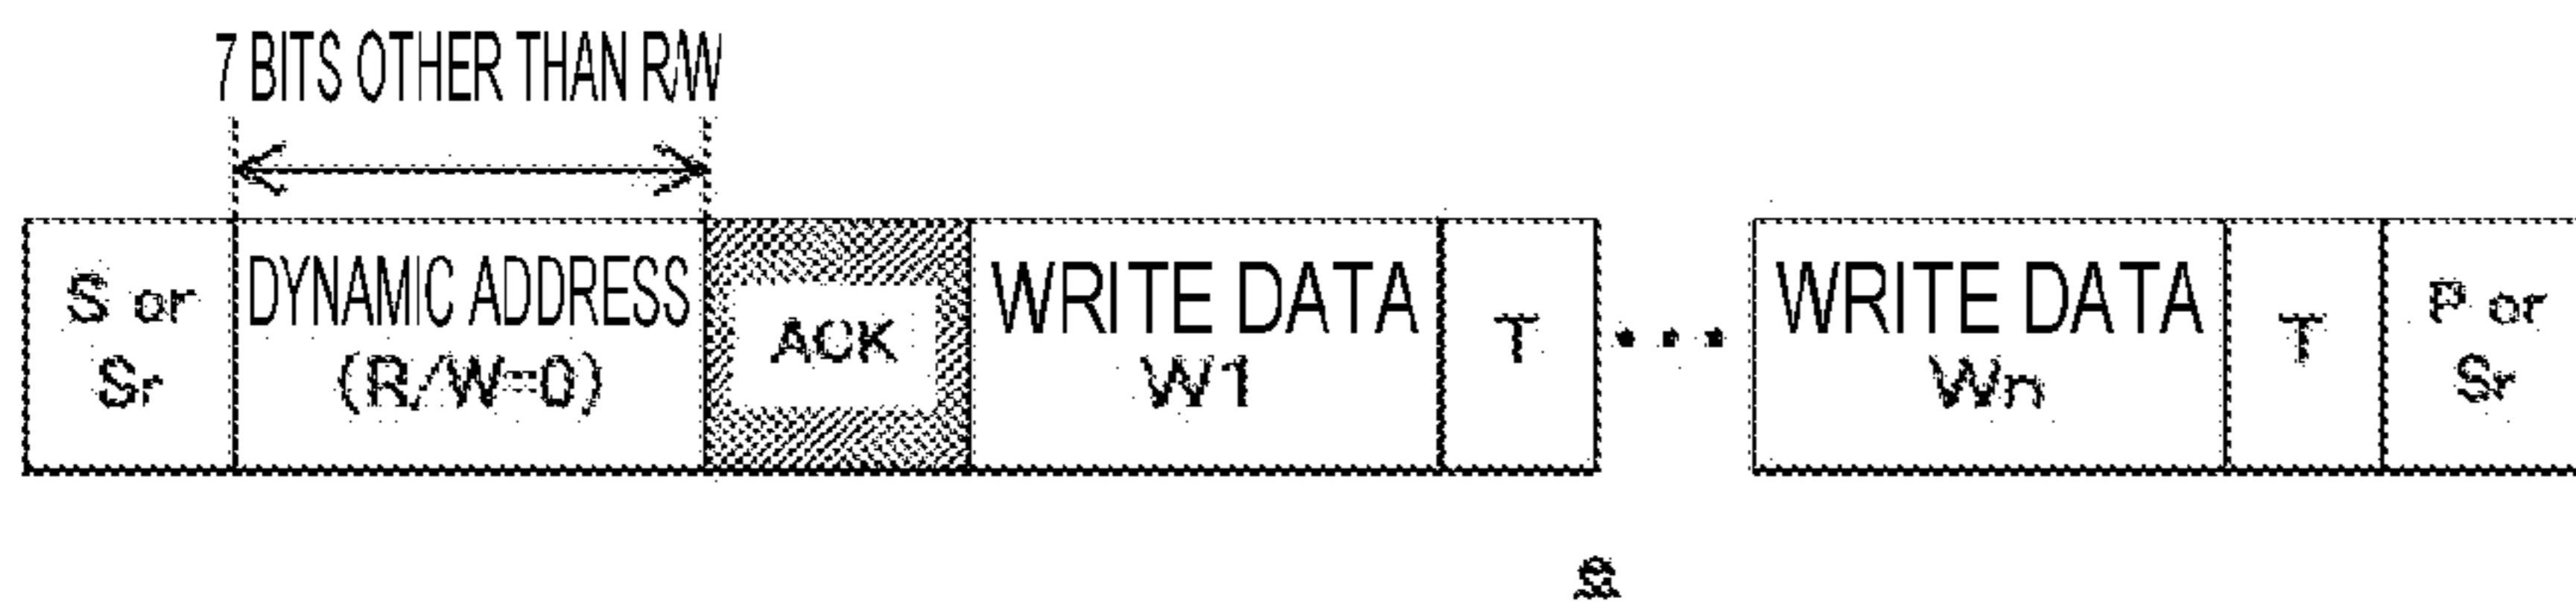 7 BITS OTHER THAN R/W
S or
Sr
DYNAMIC ADDRESS
(R/W=0)
ACK
WRITE DATA
W1
T
...
WRITE DATA
Wn
T
P or
Sr